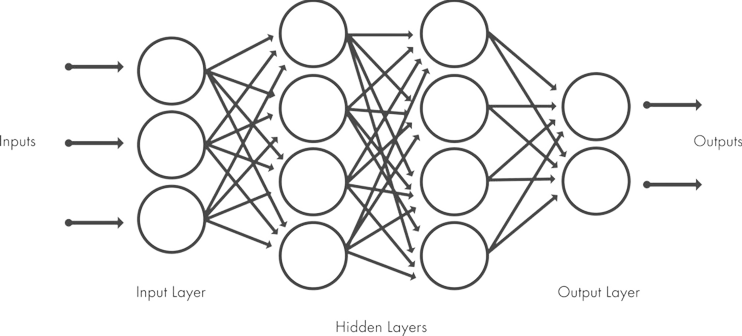 Inputs
Outputs
Input Layer
Output Layer
Hidden Layers